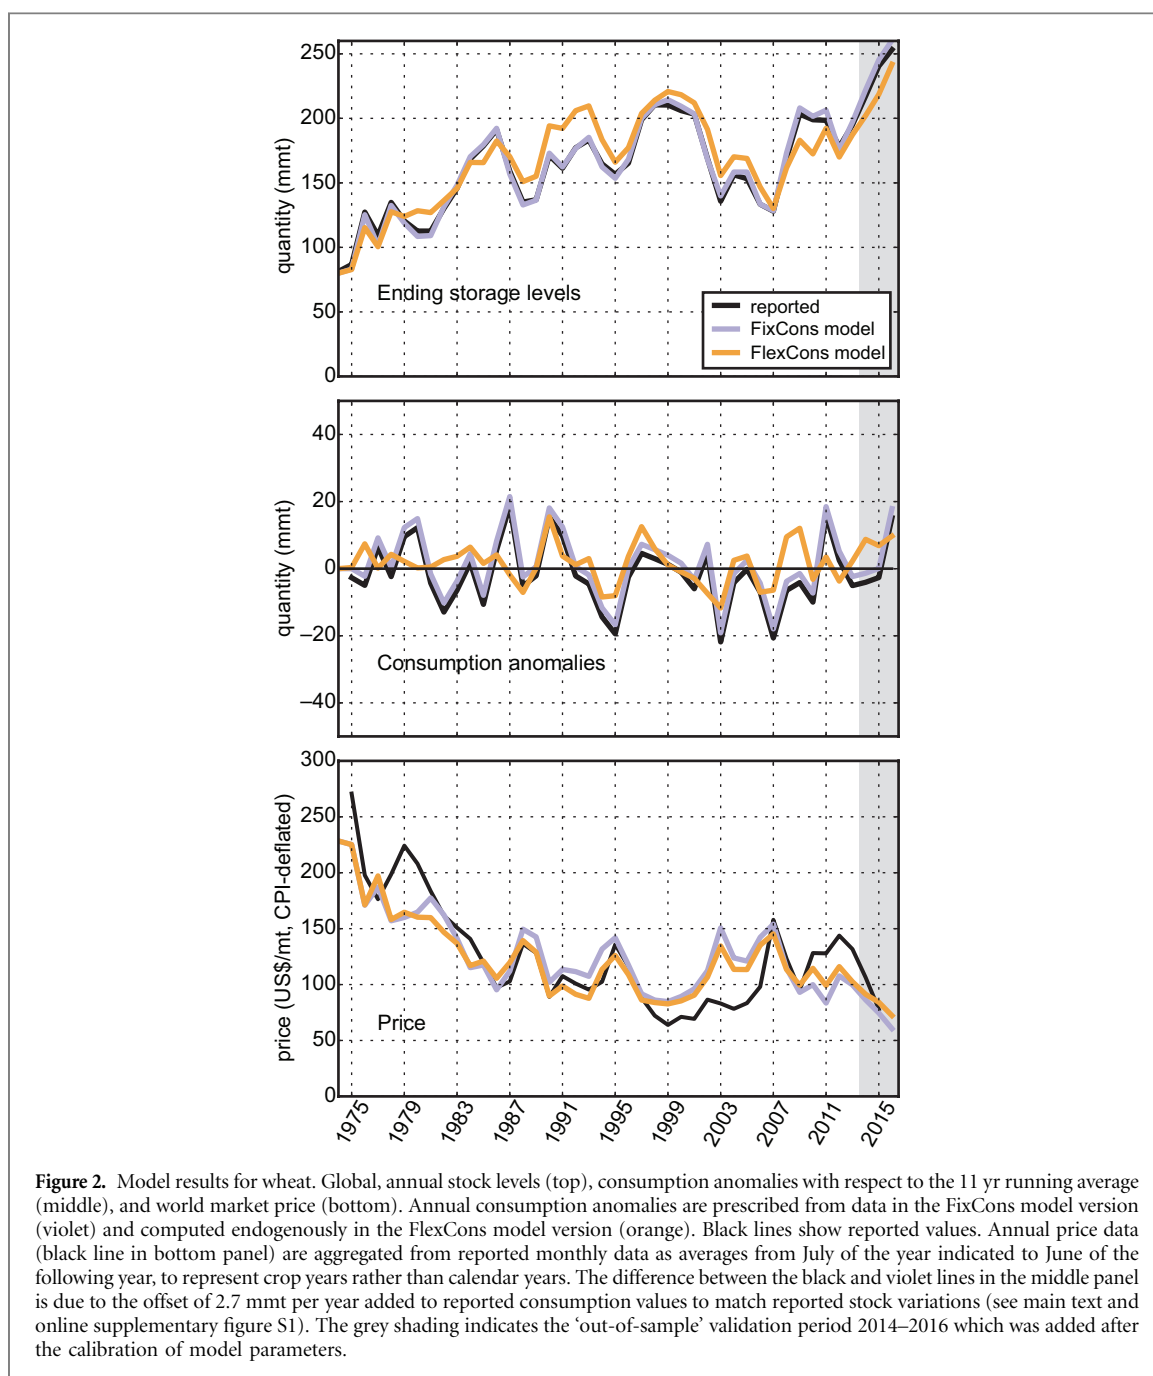 250
200
150
100
50
0
quantity (mmt)
Ending storage levels
reported
FixCons model
FlexCons model
40
20
0
−20
−40
quantity (mmt)
Consumption anomalies
300
250
200
150
100
50
0
price (US$/mt, CPI-deflated)
Price
1975
1979
1983
1987
1991
1995
1999
2003
2007
2011
2015
Figure 2. Model results for wheat. Global, annual stock levels (top), consumption anomalies with respect to the 11 yr running average
(middle), and world market price (bottom). Annual consumption anomalies are prescribed from data in the FixCons model version
(violet) and computed endogenously in the FlexCons model version (orange). Black lines show reported values. Annual price data
(black line in bottom panel) are aggregated from reported monthly data as averages from July of the year indicated to June of the
following year, to represent crop years rather than calendar years. The difference between the black and violet lines in the middle panel
is due to the offset of 2.7 mmt per year added to reported consumption values to match reported stock variations (see main text and
online supplementary figure S1). The grey shading indicates the ‘out-of-sample’ validation period 2014–2016 which was added after
the calibration of model parameters.